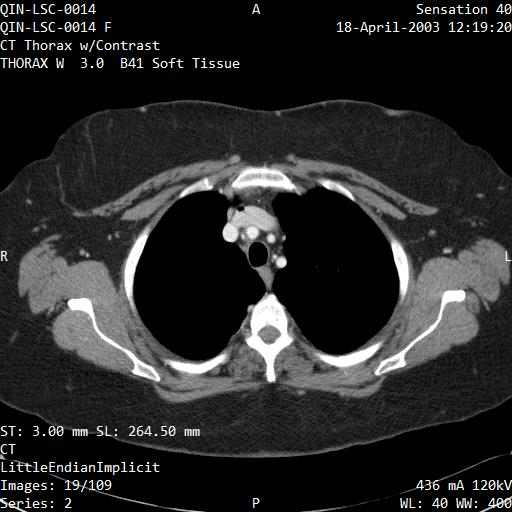 QIN-LSC-0014
A
Sensation 40
QIN-LSC-0014 F
18-April-2003 12:19:20
CT Thorax w/Contrast
THORAX W 3.0 B41 Soft Tissue
R
L
ST: 3.00 mm SL: 264.50 mm
CT
LittleEndianImplicit
Images: 19/109
436 mA 120kV
Series: 2
P
WL: 40 WW: 400